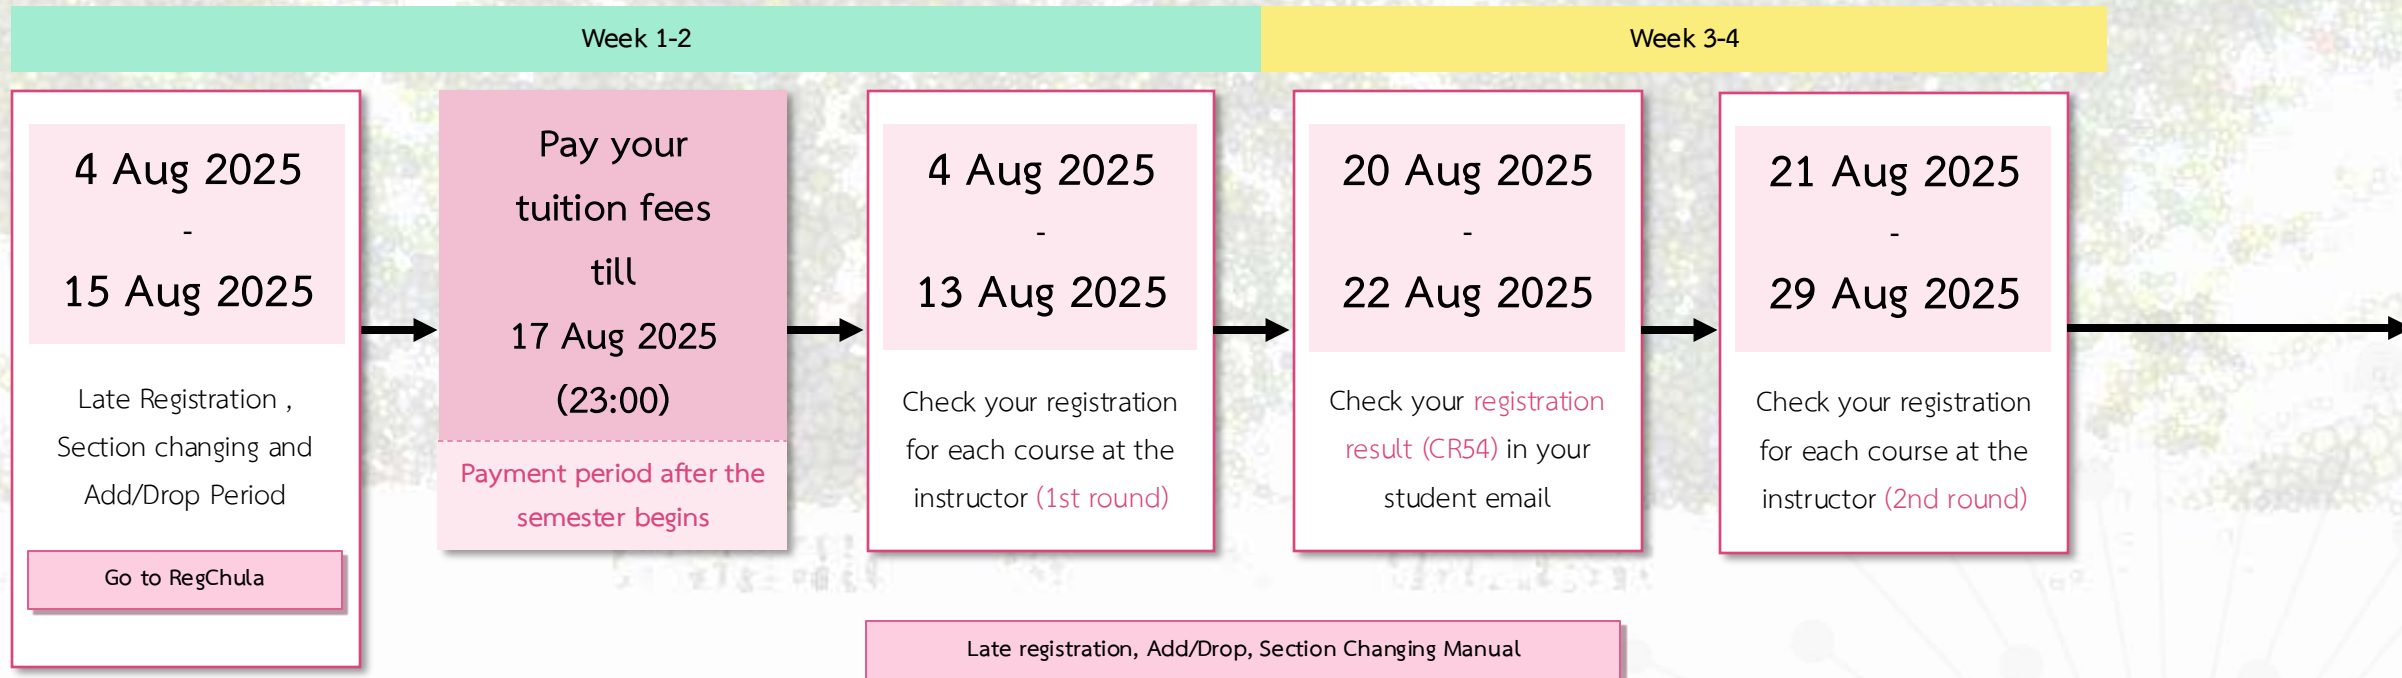 Week 1-2
Week 3-4
4 Aug 2025
-
15 Aug 2025
Late Registration ,
Section changing and
Add/Drop Period
Go to RegChula
Pay your
tuition fees
till
17 Aug 2025
(23:00)
Payment period after the
semester begins
4 Aug 2025
-
13 Aug 2025
Check your registration
for each course at the
instructor (1st round)
20 Aug 2025
-
22 Aug 2025
Check your registration
result (CR54) in your
student email
21 Aug 2025
-
29 Aug 2025
Check your registration
for each course at the
instructor (2nd round)
Late registration, Add/Drop, Section Changing Manual